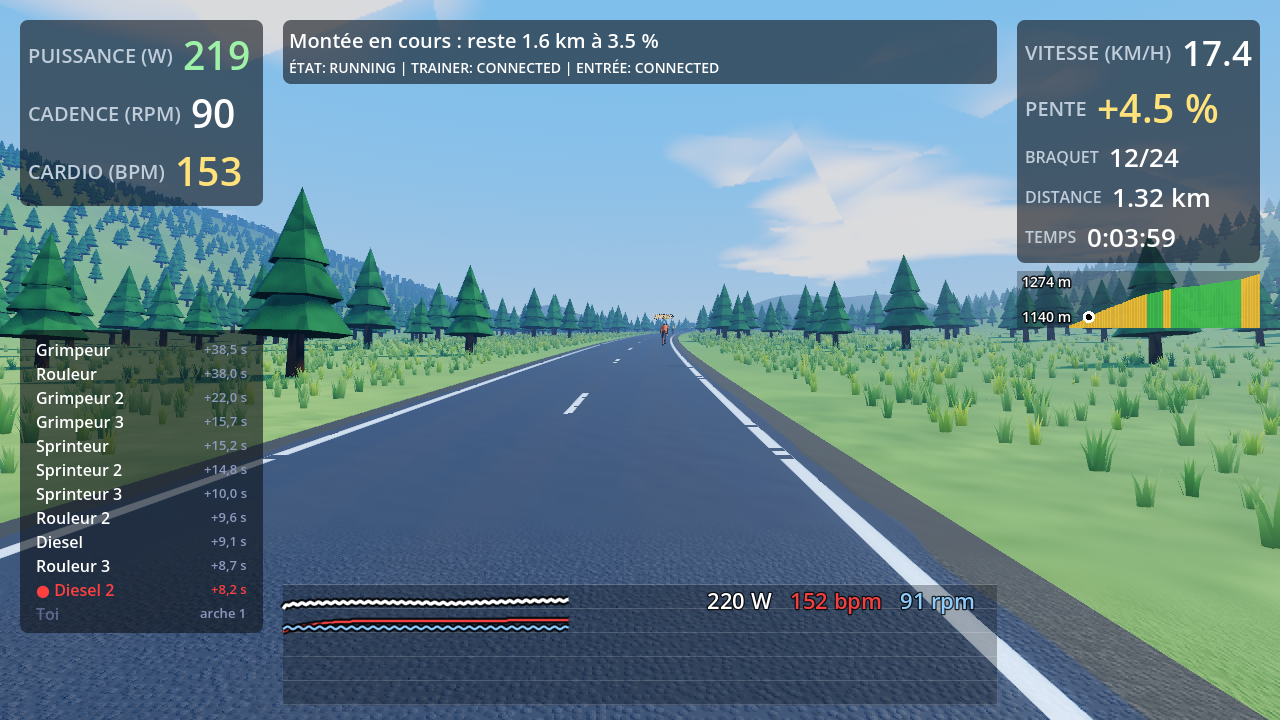 PUISSANCE (W) 219
CADENCE (RPM) 90
CARDIO (BPM) 153
Montée en cours : reste 1.6 km à 3.5 %
ÉTAT: RUNNING | TRAINER: CONNECTED | ENTRÉE: CONNECTED
VITESSE (KM/H) 17.4
PENTE +4.5 %
BRAQUET 12/24
DISTANCE 1.32 km
TEMPS 0:03:59
1274 m
1140 m
Grimpeur +38,5 s
Rouleur +38,0 s
Grimpeur 2 +22,0 s
Grimpeur 3 +15,7 s
Sprinteur +15,2 s
Sprinteur 2 +14,8 s
Sprinteur 3 +10,0 s
Rouleur 2 +9,6 s
Diesel +9,1 s
Rouleur 3 +8,7 s
Diesel 2 +8,2 s
Toi arche 1
220 W 152 bpm 91 rpm